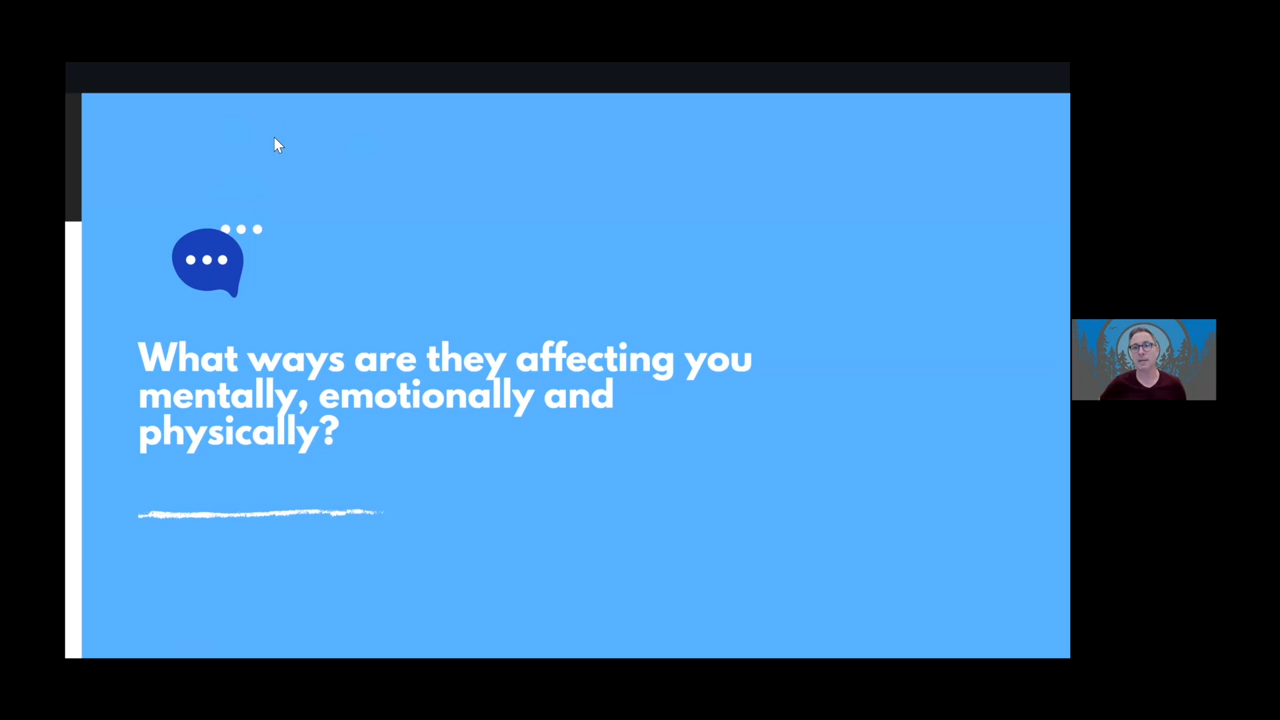 What ways are they affecting you
mentally, emotionally and
physically?